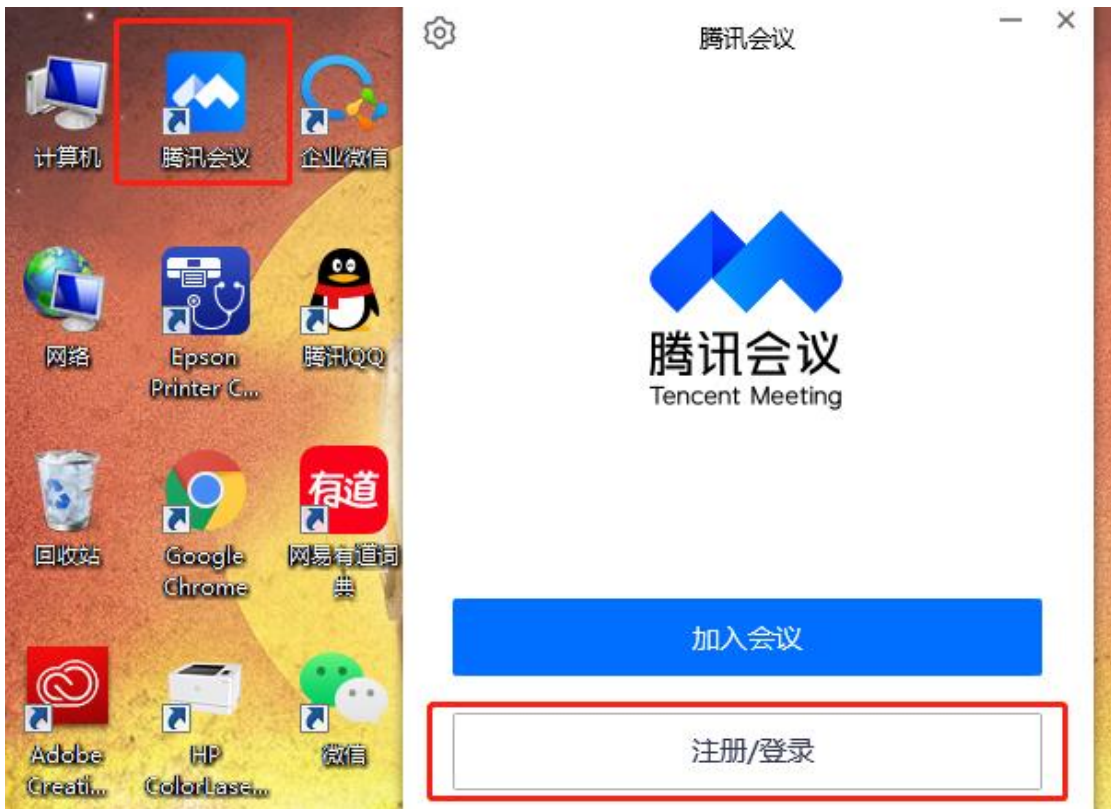 计算机
腾讯会议
企业微信
网络
Epson
Printer C...
腾讯QQ
有道
回收站
Google
Chrome
网易有道词
典
Adobe
Creati...
HP
ColorLase...
微信
腾讯会议
腾讯会议
Tencent Meeting
加入会议
注册/登录